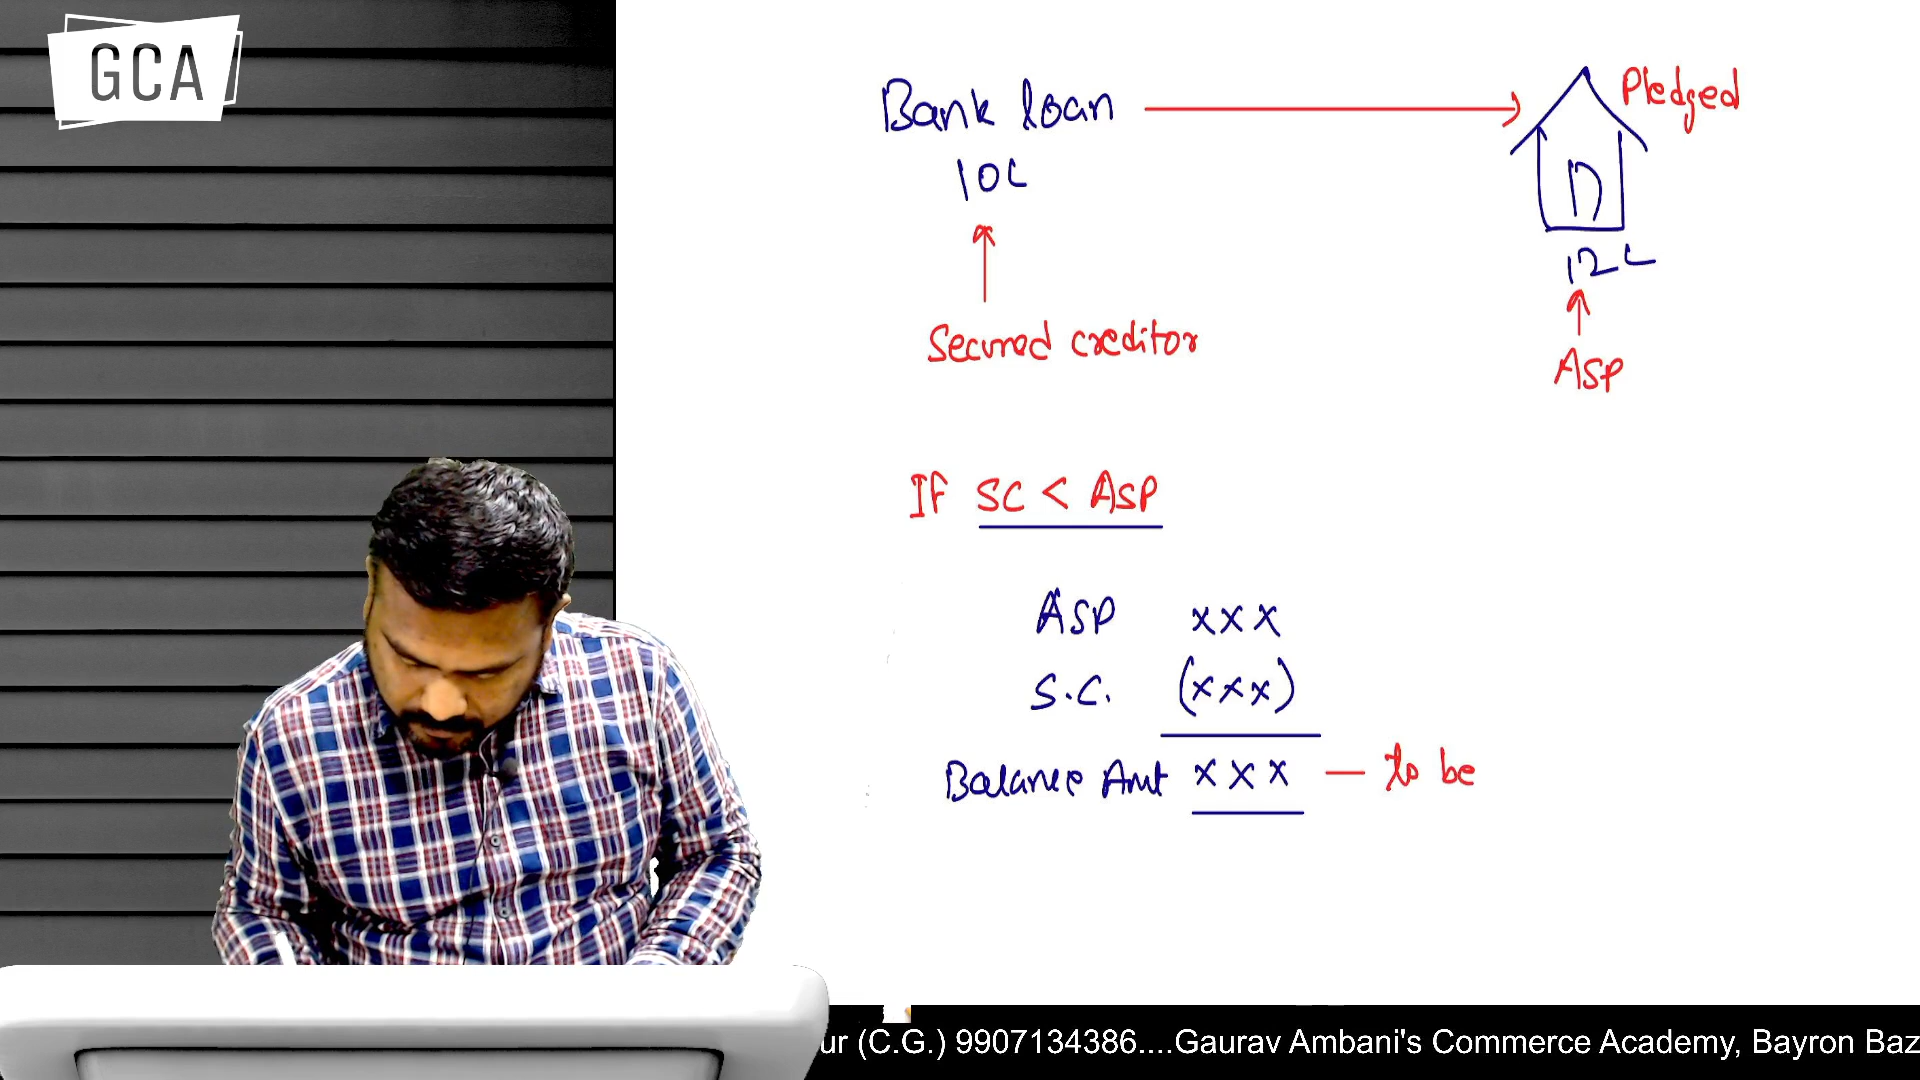 GCA
Bank loan
Pledged
10L
12L
Secured creditor
ASP
If SC < ASP
ASP xxx
S.C. (xxx)
Balance Amt xxx — to be
ur (C.G.) 9907134386....Gaurav Ambani's Commerce Academy, Bayron Baz